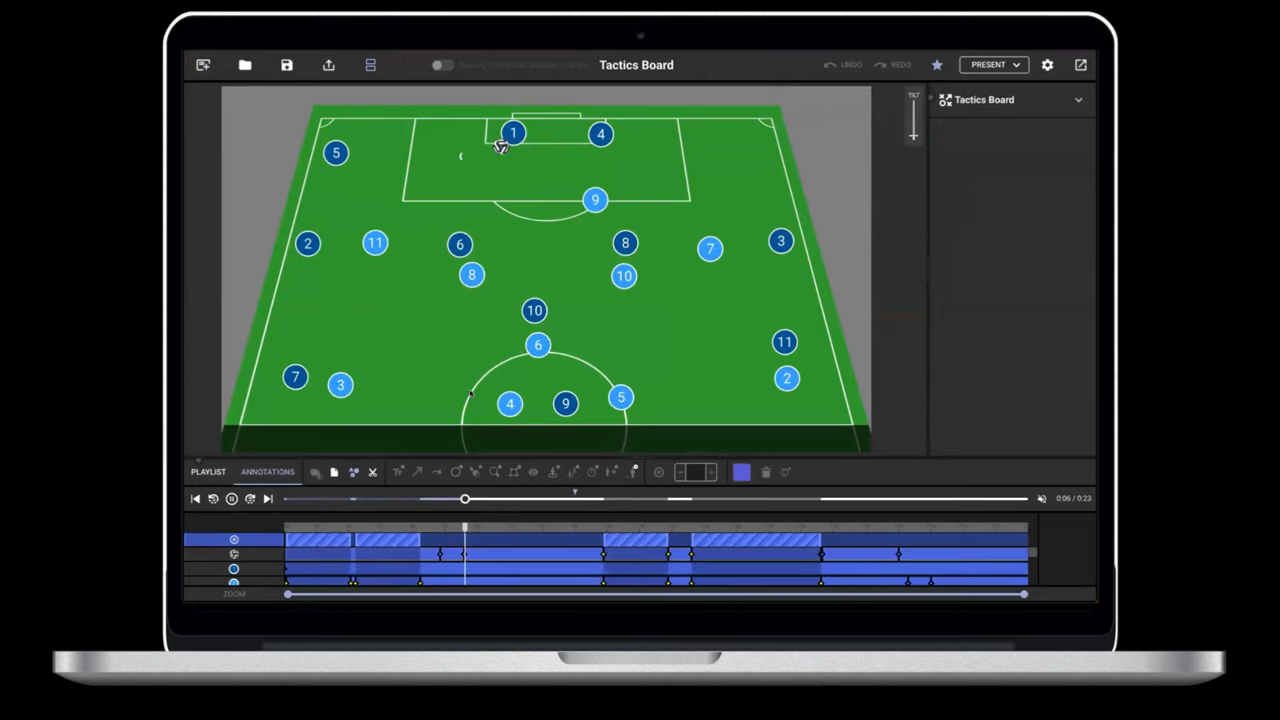 Tactics Board
UNDO
REDO
PRESENT
TILT
Tactics Board
1
4
5
9
2
11
6
8
7
3
8
10
10
6
11
7
3
2
4
9
5
PLAYLIST
ANNOTATIONS
0:06 / 0:23
ZOOM